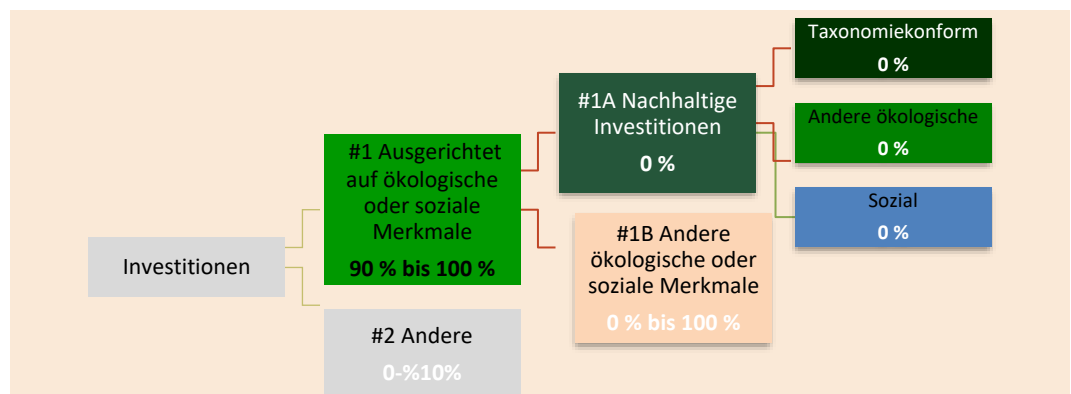 Investitionen
#1 Ausgerichtet
auf ökologische
oder soziale
Merkmale
90 % bis 100 %
#2 Andere
0-%10%
#1A Nachhaltige
Investitionen
0 %
#1B Andere
ökologische oder
soziale Merkmale
0 % bis 100 %
Taxonomiekonform
0 %
Andere ökologische
0 %
Sozial
0 %